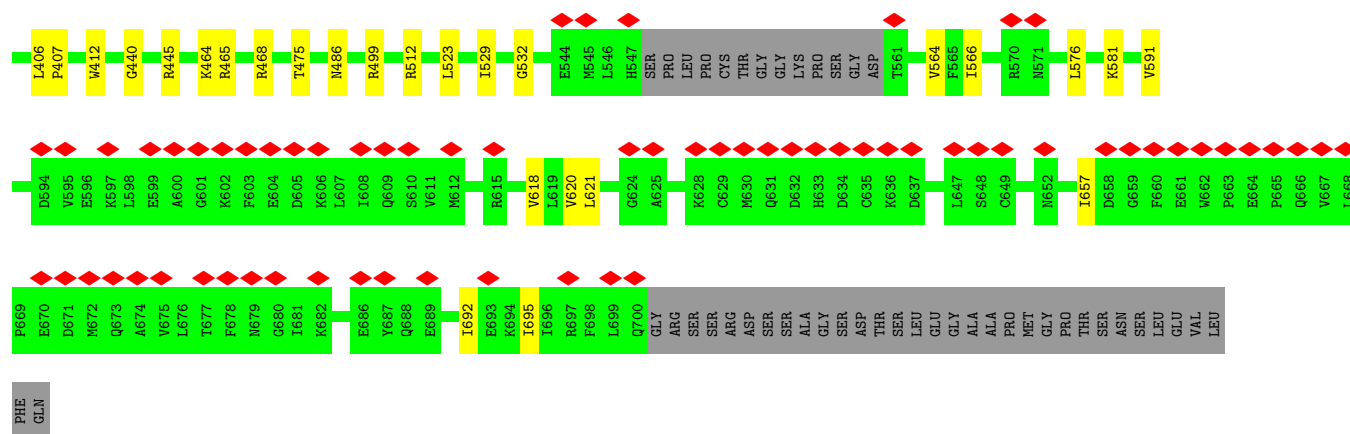 L406 P407 W412 G440 R445 K464 R465 R468 T475 N486 R499 R512 L523 I529 G532 E544 M545 L546 H547 SER PRO LEU PRO CYS THR GLY GLY LYS PRO SER GLY ASP T561 V564 F565 I566 R570 N571 L576 K581 V591
D594 V595 E596 K597 L598 E599 A600 G601 K602 F603 E604 D605 K606 L607 I608 Q609 S610 V611 M612 R615 V618 L619 V620 L621 G624 A625 K628 C629 M630 Q631 D632 H633 D634 C635 K636 D637 L647 S648 C649 N652 I657 D658 G659 F660 E661 W662 P663 E664 P665 Q666 V667 L668
P669 E670 D671 M672 Q673 A674 V675 L676 T677 F678 N679 G680 I681 K682 E686 Y687 Q688 E689 I692 E693 K694 I695 I696 R697 F698 L699 Q700 GLY ARG SER SER ARG ASP SER SER ALA GLY SER ASP THR SER LEU GLU GLY ALA ALA PRO MET GLY PRO THR SER ASN SER LEU GLU VAL LEU
PHE GLN